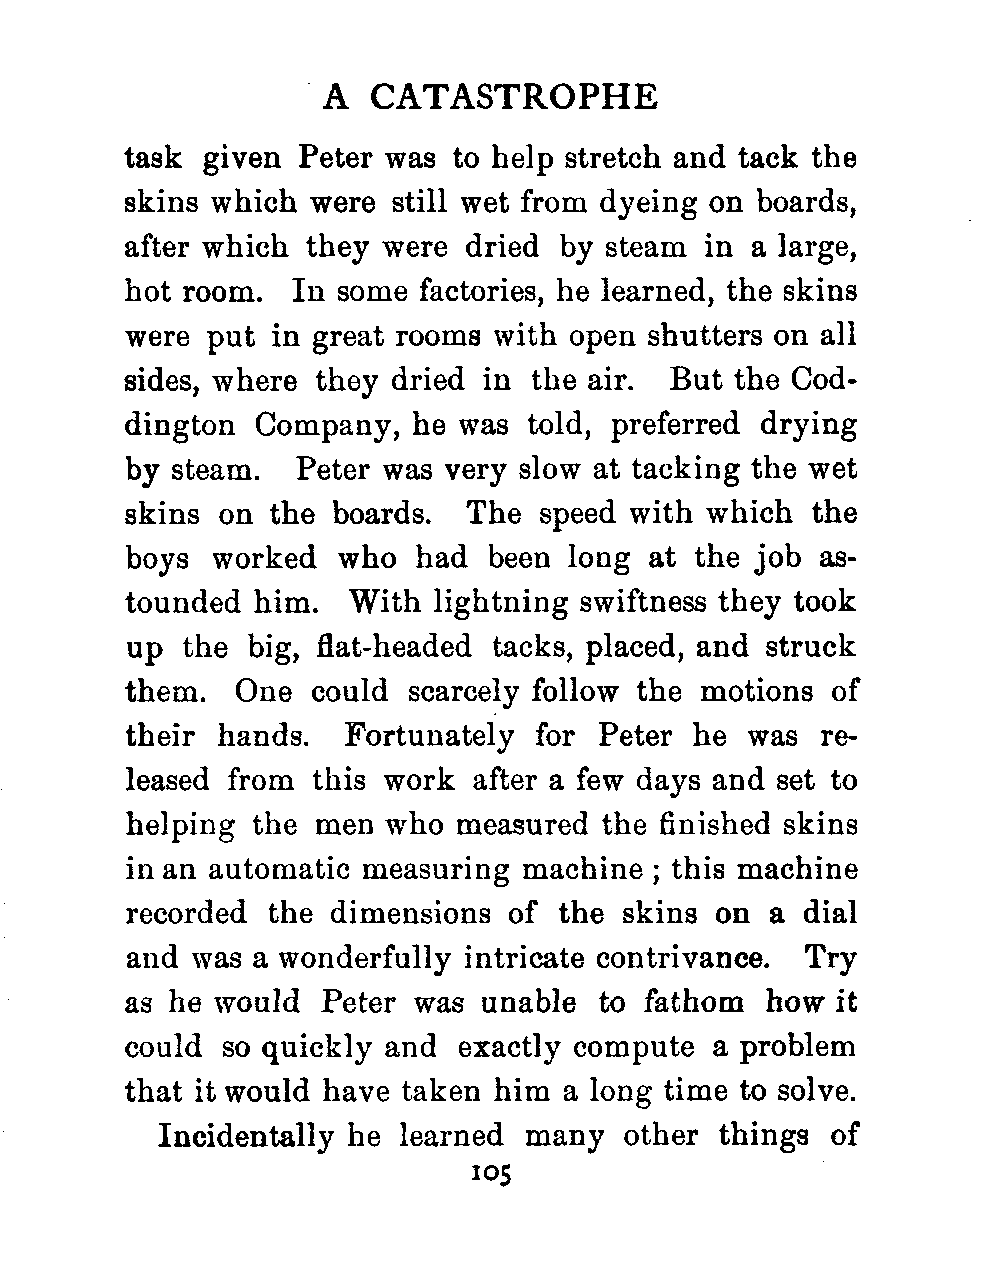 A CATASTROPHE
task given Peter was to help stretch and tack the
skins which were still wet from dyeing on boards,
after which they were dried by steam in a large,
hot room. In some factories, he learned, the skins
were put in great rooms with open shutters on all
sides, where they dried in the air. But the Cod-
dington Company, he was told, preferred drying
by steam. Peter was very slow at tacking the wet
skins on the boards. The speed with which the
boys worked who had been long at the job as-
tounded him. With lightning swiftness they took
up the big, flat-headed tacks, placed, and struck
them. One could scarcely follow the motions of
their hands. Fortunately for Peter he was re-
leased from this work after a few days and set to
helping the men who measured the finished skins
in an automatic measuring machine ; this machine
recorded the dimensions of the skins on a dial
and was a wonderfully intricate contrivance. Try
as he would Peter was unable to fathom how it
could so quickly and exactly compute a problem
that it would have taken him a long time to solve.
Incidentally he learned many other things of
105